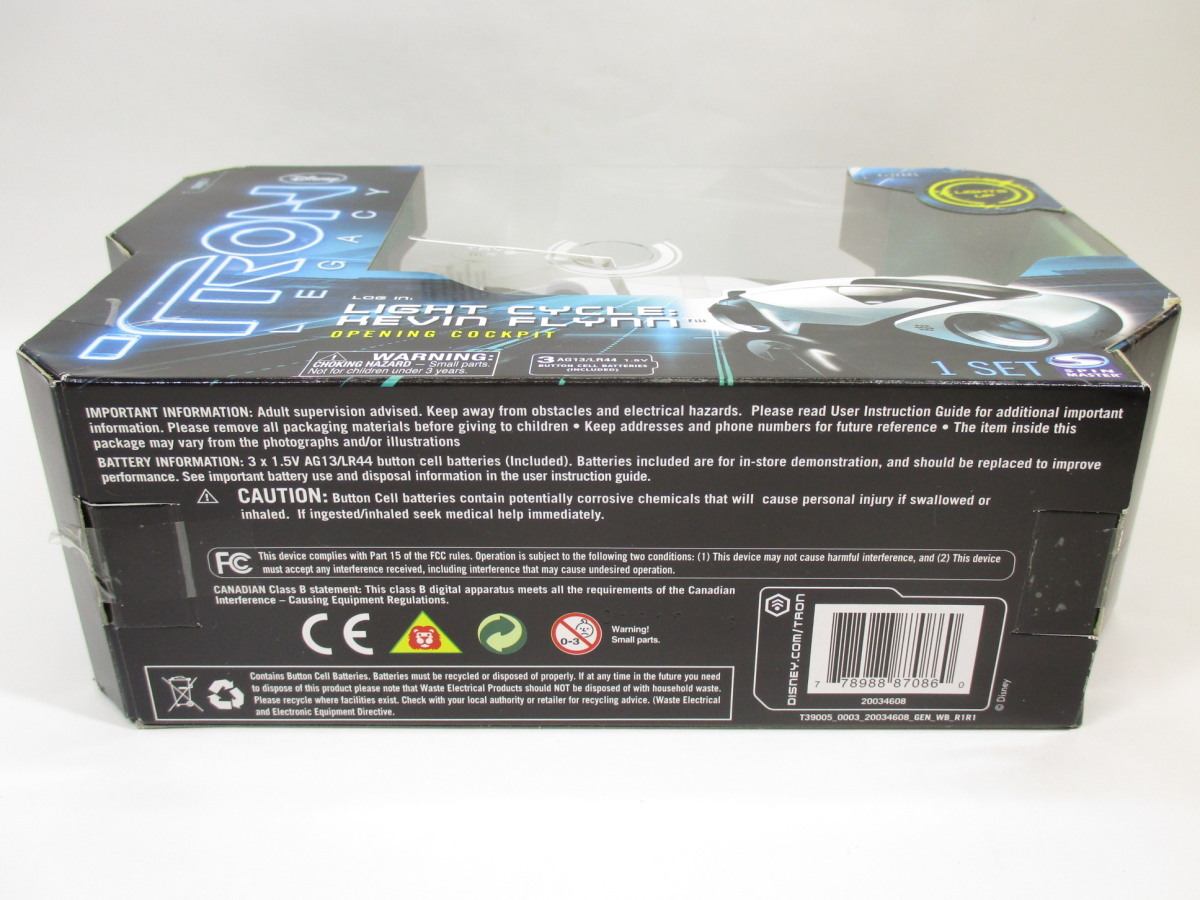 Disney
TRON
LEGACY
LIGHTS
UP!
LOG IN:
LIGHT CYCLE:
KEVIN FLYNN
OPENING COCKPIT
WARNING:
CHOKING HAZARD — Small parts.
Not for children under 3 years.
3 AG13/LR44 1.5V
BUTTON CELL BATTERIES
(INCLUDED)
1 SET
SPIN
MASTER
IMPORTANT INFORMATION: Adult supervision advised. Keep away from obstacles and electrical hazards. Please read User Instruction Guide for additional important
information. Please remove all packaging materials before giving to children • Keep addresses and phone numbers for future reference • The item inside this
package may vary from the photographs and/or illustrations
BATTERY INFORMATION: 3 x 1.5V AG13/LR44 button cell batteries (Included). Batteries included are for in-store demonstration, and should be replaced to improve
performance. See important battery use and disposal information in the user instruction guide.
CAUTION: Button Cell batteries contain potentially corrosive chemicals that will cause personal injury if swallowed or
inhaled. If ingested/inhaled seek medical help immediately.
FC This device complies with Part 15 of the FCC rules. Operation is subject to the following two conditions: (1) This device may not cause harmful interference, and (2) This device
must accept any interference received, including interference that may cause undesired operation.
CANADIAN Class B statement: This class B digital apparatus meets all the requirements of the Canadian
Interference – Causing Equipment Regulations.
CE
0-3
Warning!
Small parts.
Contains Button Cell Batteries. Batteries must be recycled or disposed of properly. If at any time in the future you need
to dispose of this product please note that Waste Electrical Products should NOT be disposed of with household waste.
Please recycle where facilities exist. Check with your local authority or retailer for recycling advice. (Waste Electrical
and Electronic Equipment Directive.
DISNEY.COM/TRON
7 78988 87086 0
20034608
© Disney
T39005_0003_20034608_GEN_WB_R1R1